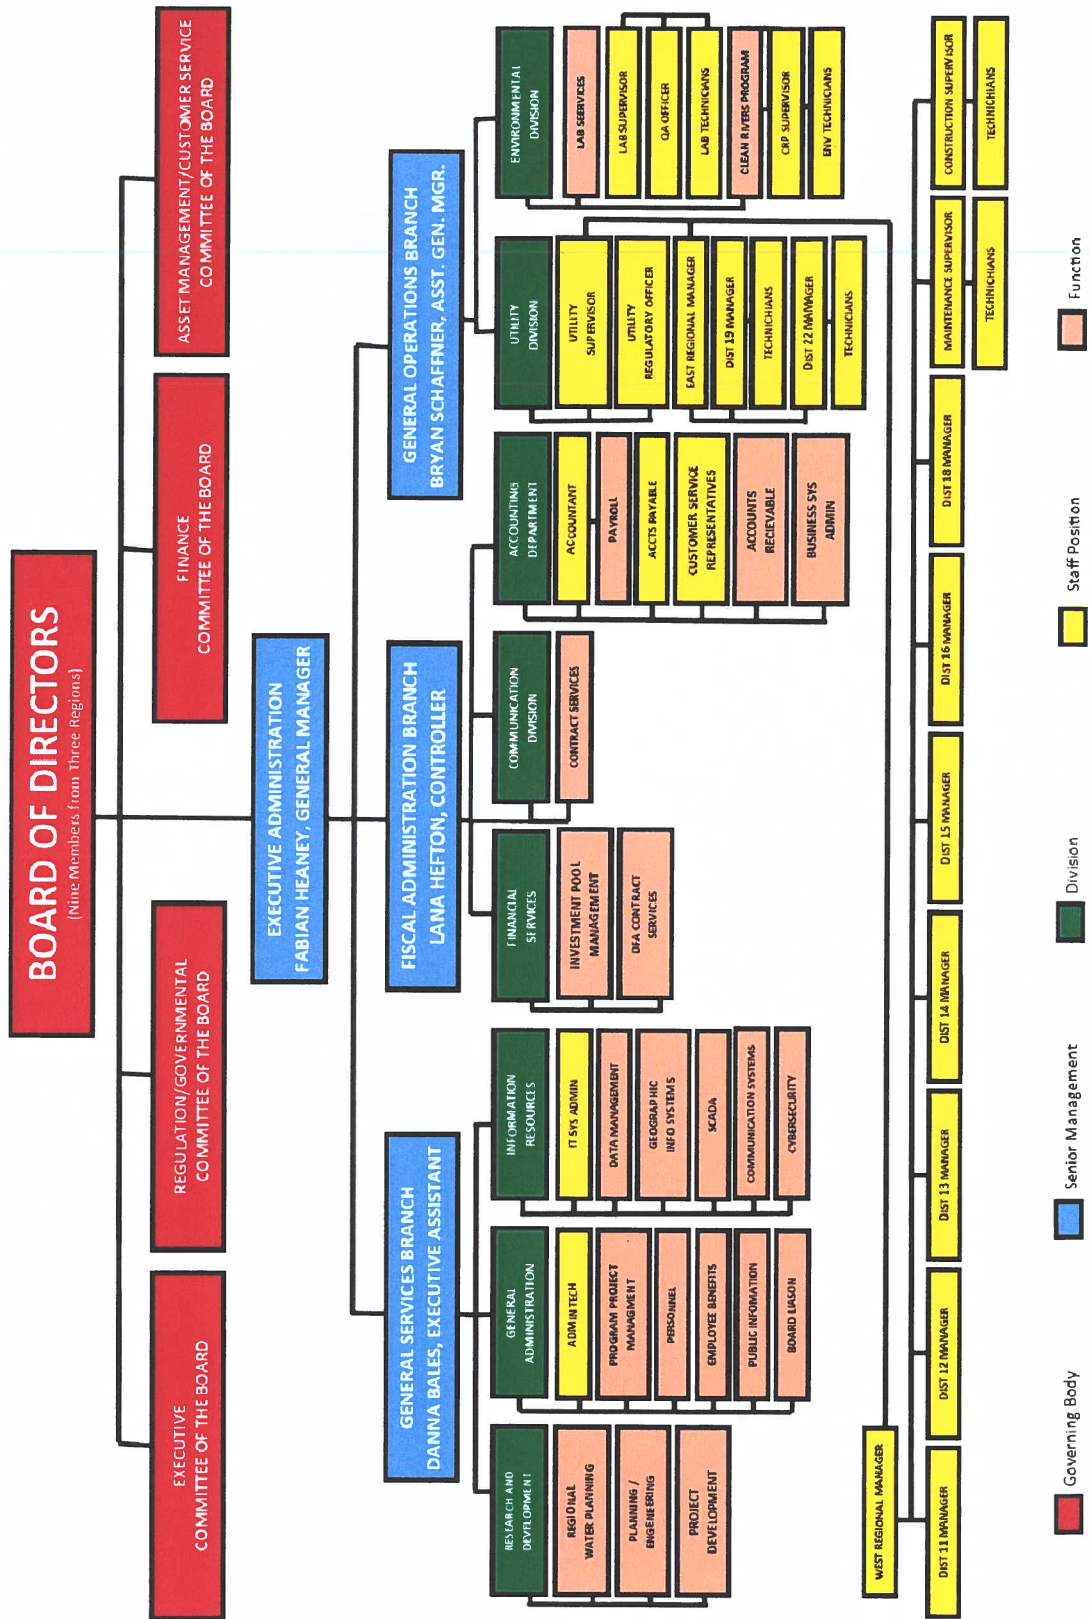 BOARD OF DIRECTORS
(Nine Members from Three Regions)
EXECUTIVE
COMMITTEE OF THE BOARD
REGULATION/GOVERNMENTAL
COMMITTEE OF THE BOARD
FINANCE
COMMITTEE OF THE BOARD
ASSET MANAGEMENT/CUSTOMER SERVICE
COMMITTEE OF THE BOARD
EXECUTIVE ADMINISTRATION
FABIAN HEANEY, GENERAL MANAGER
GENERAL SERVICES BRANCH
DANNA BALES, EXECUTIVE ASSISTANT
FISCAL ADMINISTRATION BRANCH
LANA HEFTON, CONTROLLER
GENERAL OPERATIONS BRANCH
BRYAN SCHAFFNER, ASST. GEN. MGR.
RESEARCH AND
DEVELOPMENT
REGIONAL
WATER PLANNING
PLANNING /
ENGENEERING
PROJECT
DEVELOPMENT
GENERAL
ADMINISTRATION
ADMIN TECH
PROGRAM PROJECT
MANAGMENT
PERSONNEL
EMPLOYEE BENEFITS
PUBLIC INFOMATION
BOARD LIASON
INFORMATION
RESOURCES
IT SYS ADMIN
DATA MANAGEMENT
GEOGRAPHIC
INFO SYSTEMS
SCADA
COMMUNICATION SYSTEMS
CYBERSECURITY
FINANCIAL
SERVICES
INVESTMENT POOL
MANAGEMENT
DFA CONTRACT
SERVICES
COMMUNICATION
DIVISION
CONTRACT SERVICES
ACCOUNTING
DEPARTMENT
ACCOUNTANT
PAYROLL
ACCTS PAYABLE
CUSTOMER SERVICE
REPRESENTATIVES
ACCOUNTS
RECIEVABLE
BUSINESS SYS
ADMIN
UTILITY
DIVISION
UTILITY
SUPERVISOR
UTILITY
REGULATORY OFFICER
EAST REGIONAL MANAGER
DIST 19 MANAGER
TECHNICHIANS
DIST 22 MAMAGER
TECHNICIANS
ENVIRONMENTAL
DIVISION
LAB SEERVICES
LAB SUPERVISOR
QA OFFICER
LAB TECHNICIANS
CLEAN RIVERS PROGRAM
CRP SUPERVISOR
ENV TECHNICIANS
WEST REGIONAL MANAGER
DIST 11 MANAGER
DIST 12 MANAGER
DIST 13 MANAGER
DIST 14 MANAGER
DIST 15 MANAGER
DIST 16 MANAGER
DIST 18 MANAGER
MAINTENANCE SUPERVISOR
TECHNICHIANS
CONSTRUCTION SUPERVISOR
TECHNICHIANS
Governing Body
Senior Management
Division
Staff Position
Function